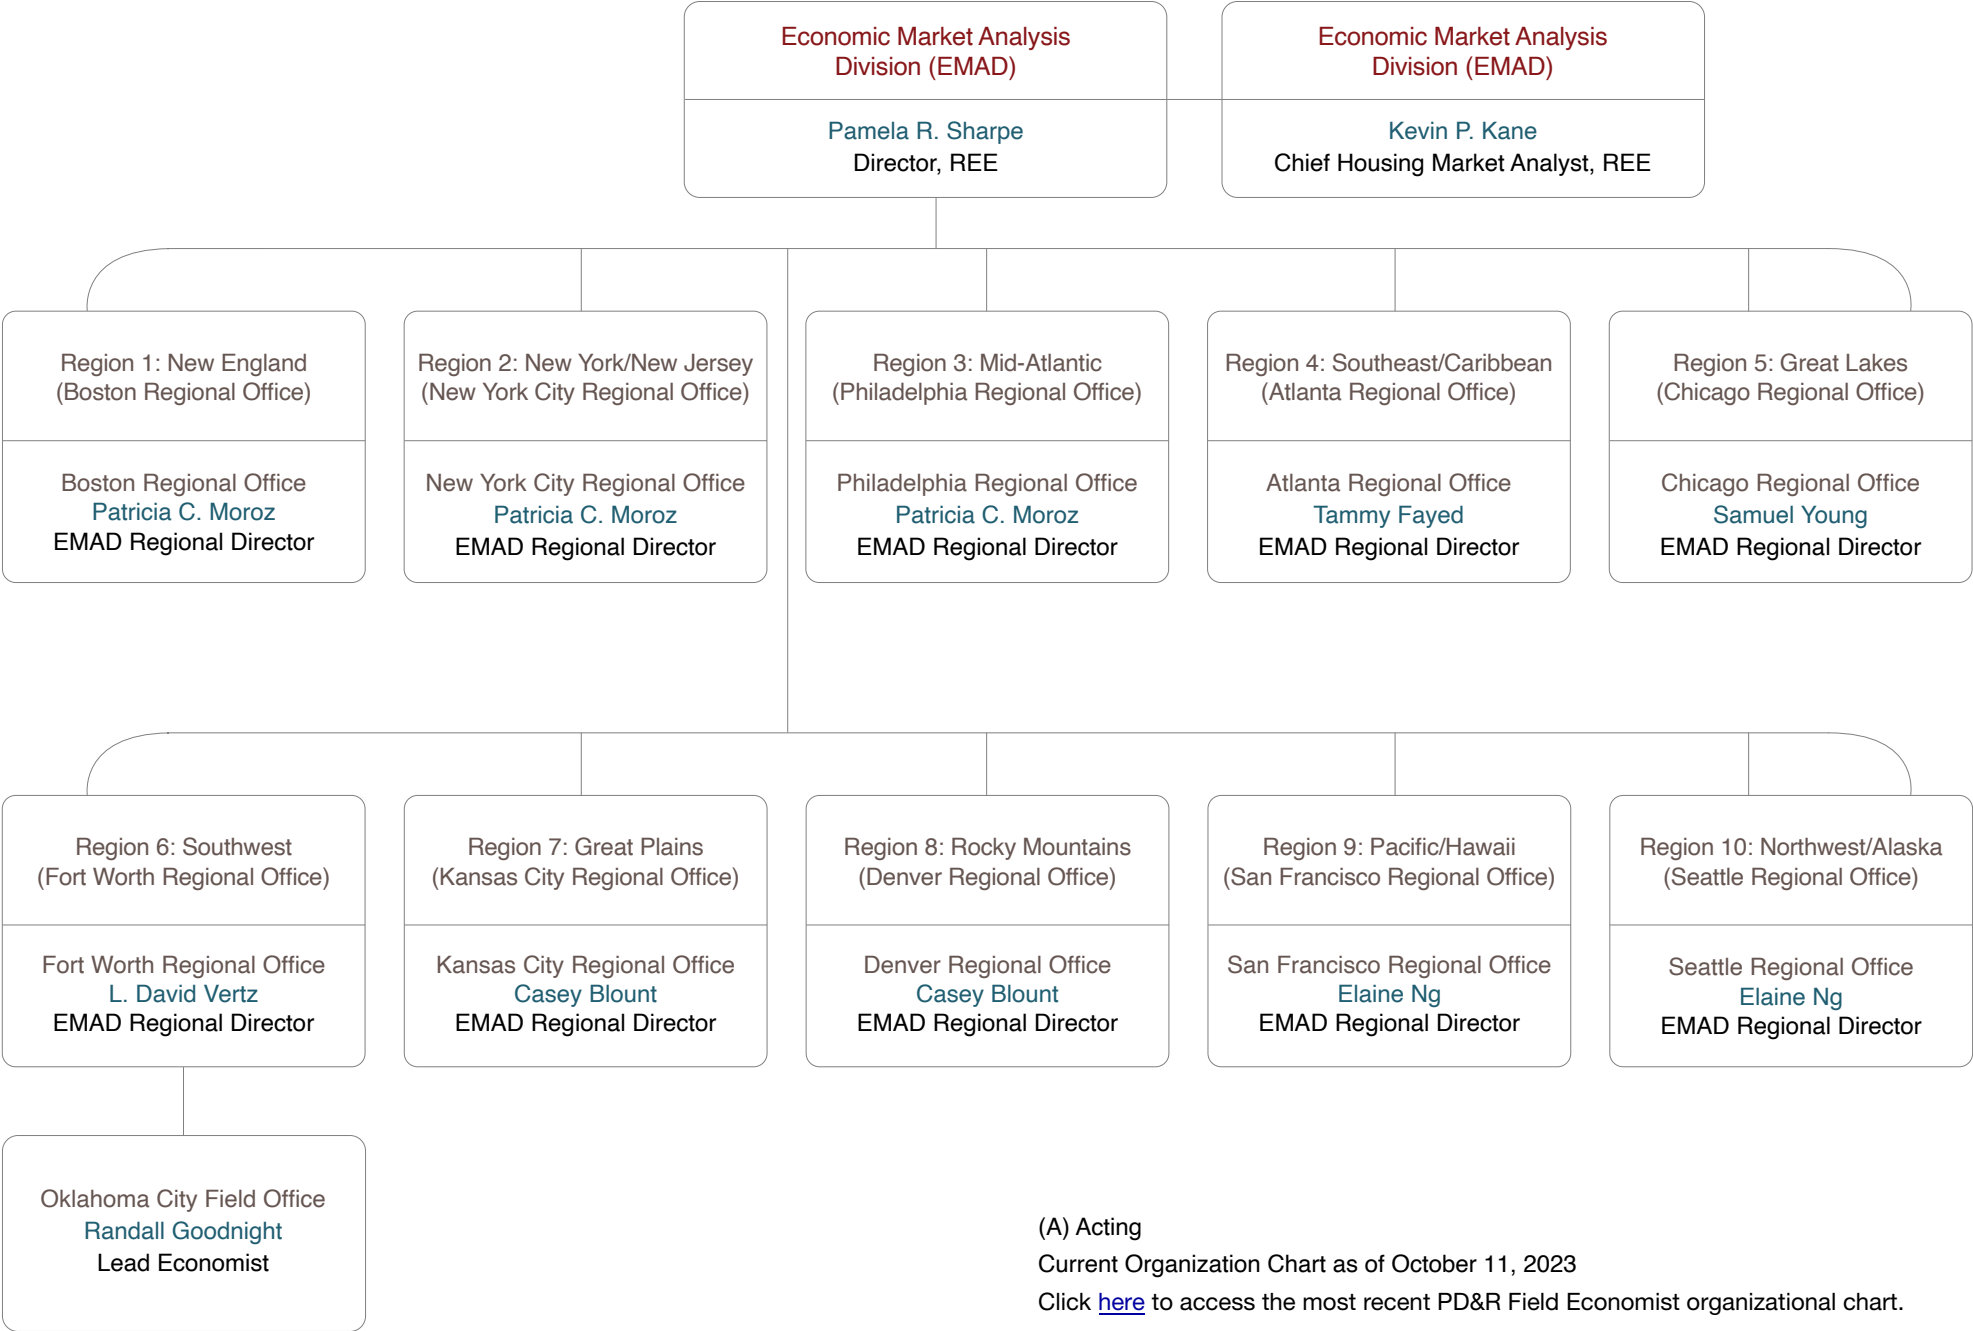 Economic Market Analysis
Division (EMAD)
Pamela R. Sharpe
Director, REE
Economic Market Analysis
Division (EMAD)
Kevin P. Kane
Chief Housing Market Analyst, REE
Region 1: New England
(Boston Regional Office)
Boston Regional Office
Patricia C. Moroz
EMAD Regional Director
Region 2: New York/New Jersey
(New York City Regional Office)
New York City Regional Office
Patricia C. Moroz
EMAD Regional Director
Region 3: Mid-Atlantic
(Philadelphia Regional Office)
Philadelphia Regional Office
Patricia C. Moroz
EMAD Regional Director
Region 4: Southeast/Caribbean
(Atlanta Regional Office)
Atlanta Regional Office
Tammy Fayed
EMAD Regional Director
Region 5: Great Lakes
(Chicago Regional Office)
Chicago Regional Office
Samuel Young
EMAD Regional Director
Region 6: Southwest
(Fort Worth Regional Office)
Fort Worth Regional Office
L. David Vertz
EMAD Regional Director
Region 7: Great Plains
(Kansas City Regional Office)
Kansas City Regional Office
Casey Blount
EMAD Regional Director
Region 8: Rocky Mountains
(Denver Regional Office)
Denver Regional Office
Casey Blount
EMAD Regional Director
Region 9: Pacific/Hawaii
(San Francisco Regional Office)
San Francisco Regional Office
Elaine Ng
EMAD Regional Director
Region 10: Northwest/Alaska
(Seattle Regional Office)
Seattle Regional Office
Elaine Ng
EMAD Regional Director
Oklahoma City Field Office
Randall Goodnight
Lead Economist
(A) Acting
Current Organization Chart as of October 11, 2023
Click here to access the most recent PD&R Field Economist organizational chart.